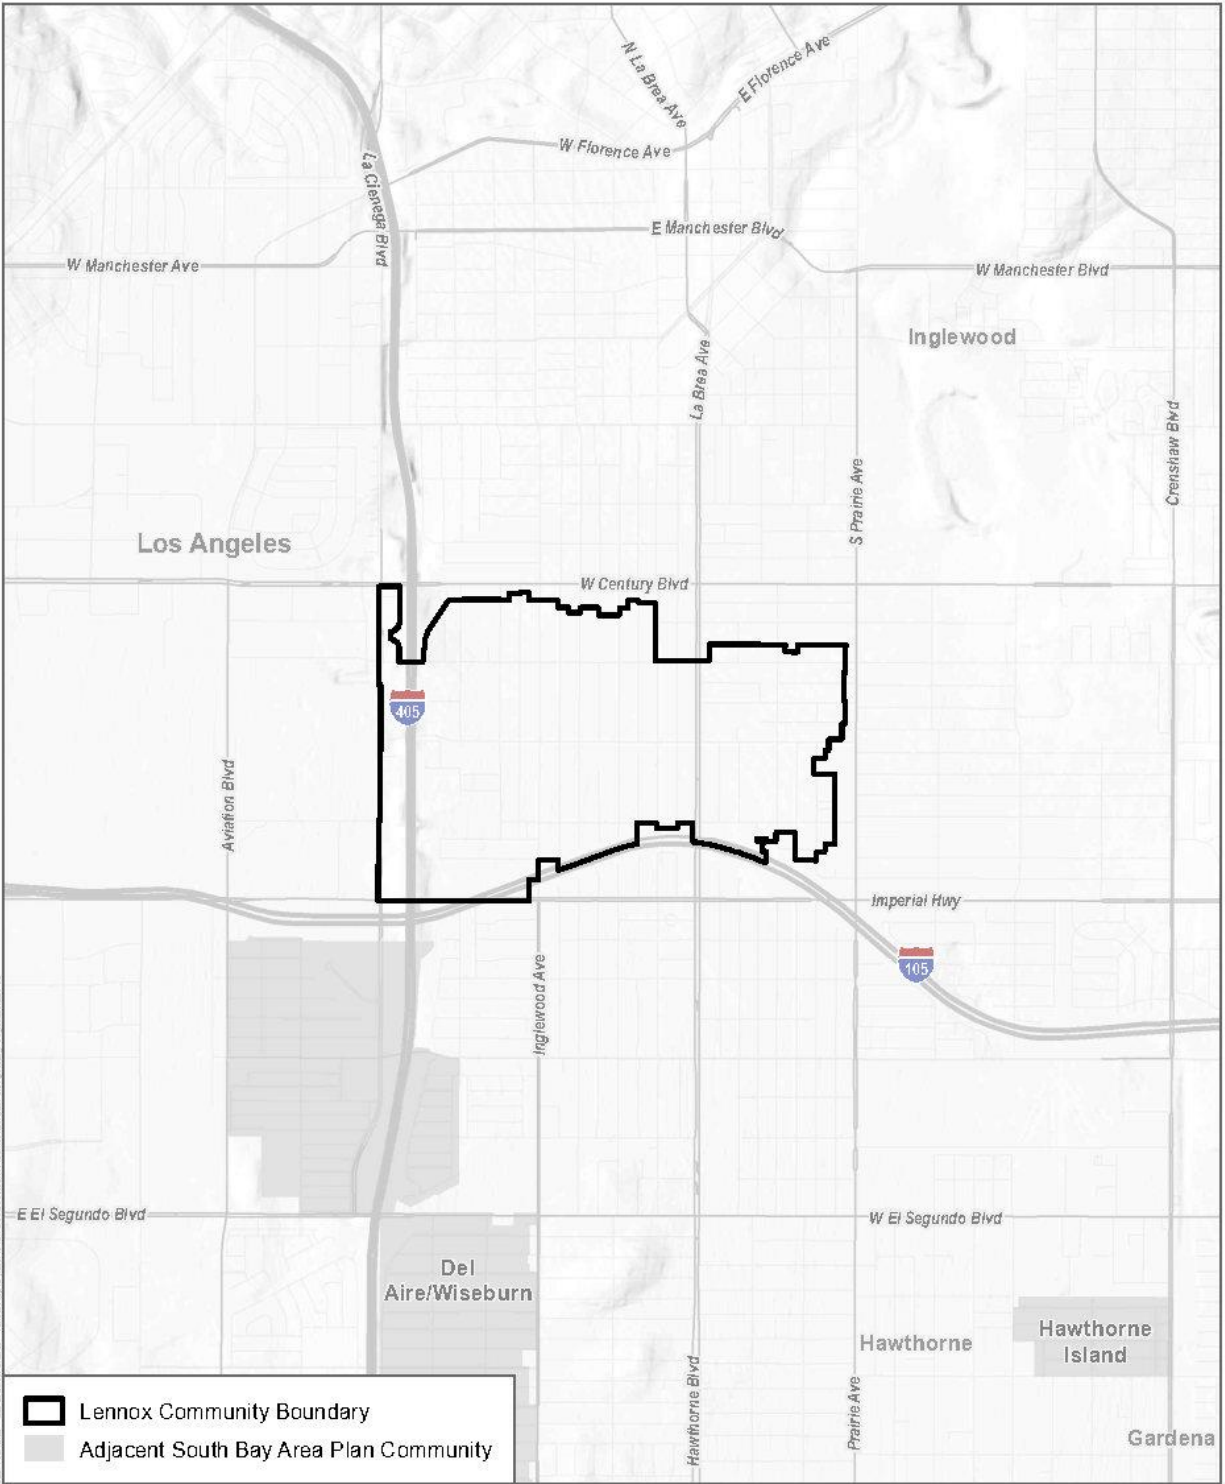 N La Brea Ave
E Florence Ave
W Florence Ave
La Cienega Blvd
E Manchester Blvd
W Manchester Ave
W Manchester Blvd
Inglewood
La Brea Ave
Crenshaw Blvd
S Prairie Ave
Los Angeles
W Century Blvd
405
Aviation Blvd
Imperial Hwy
105
Inglewood Ave
E El Segundo Blvd
W El Segundo Blvd
Del
Aire/Wiseburn
Hawthorne
Island
Hawthorne
Hawthorne Blvd
Prairie Ave
Gardena
Lennox Community Boundary
Adjacent South Bay Area Plan Community